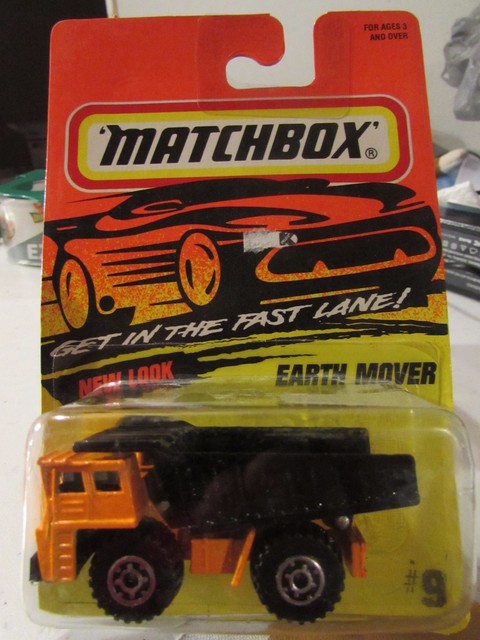 FOR AGES 3
AND OVER
'MATCHBOX'®
GET IN THE FAST LANE!
NEW LOOK
EARTH MOVER
#9